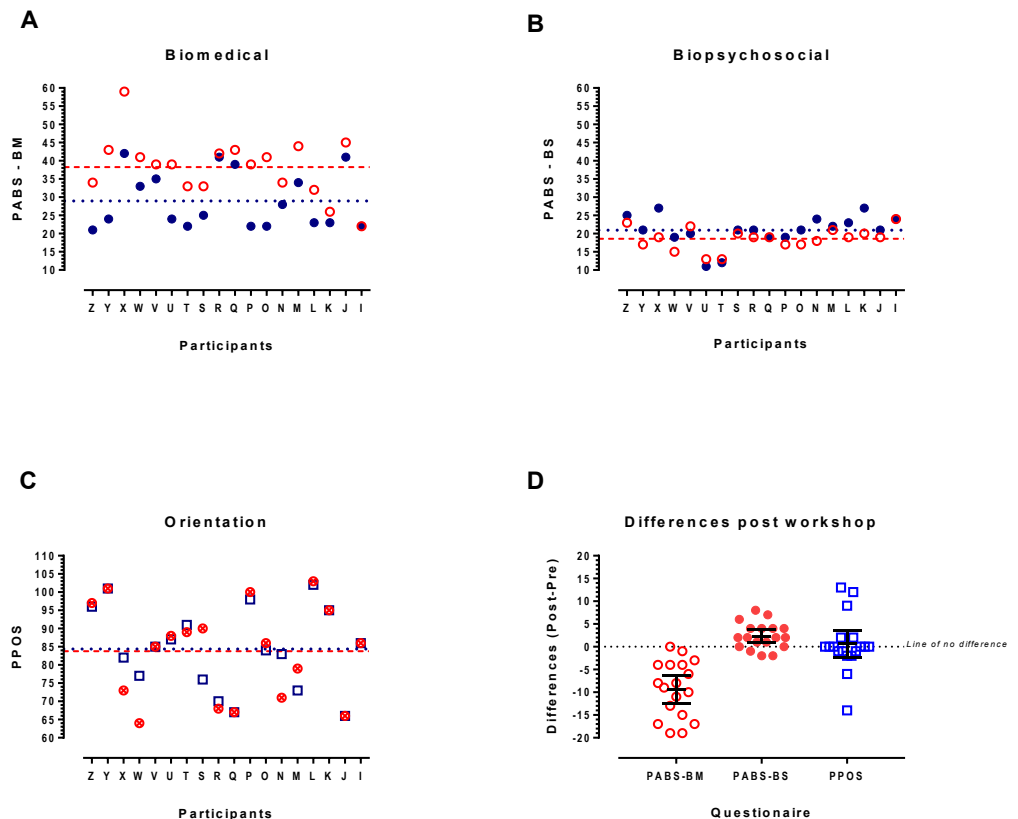 A
Biomedical
PABS - BM
60
55
50
45
40
35
30
25
20
15
10
Z Y X W V U T S R Q P O N M L K J I
Participants
B
Biopsychosocial
PABS - BS
60
55
50
45
40
35
30
25
20
15
10
Z Y X W V U T S R Q P O N M L K J I
Participants
C
Orientation
PPOS
110
105
100
95
90
85
80
75
70
65
60
Z Y X W V U T S R Q P O N M L K J I
Participants
D
Differences post workshop
Differences (Post-Pre)
20
15
10
5
0
-5
-10
-15
-20
Line of no difference
PABS-BM PABS-BS PPOS
Questionaire